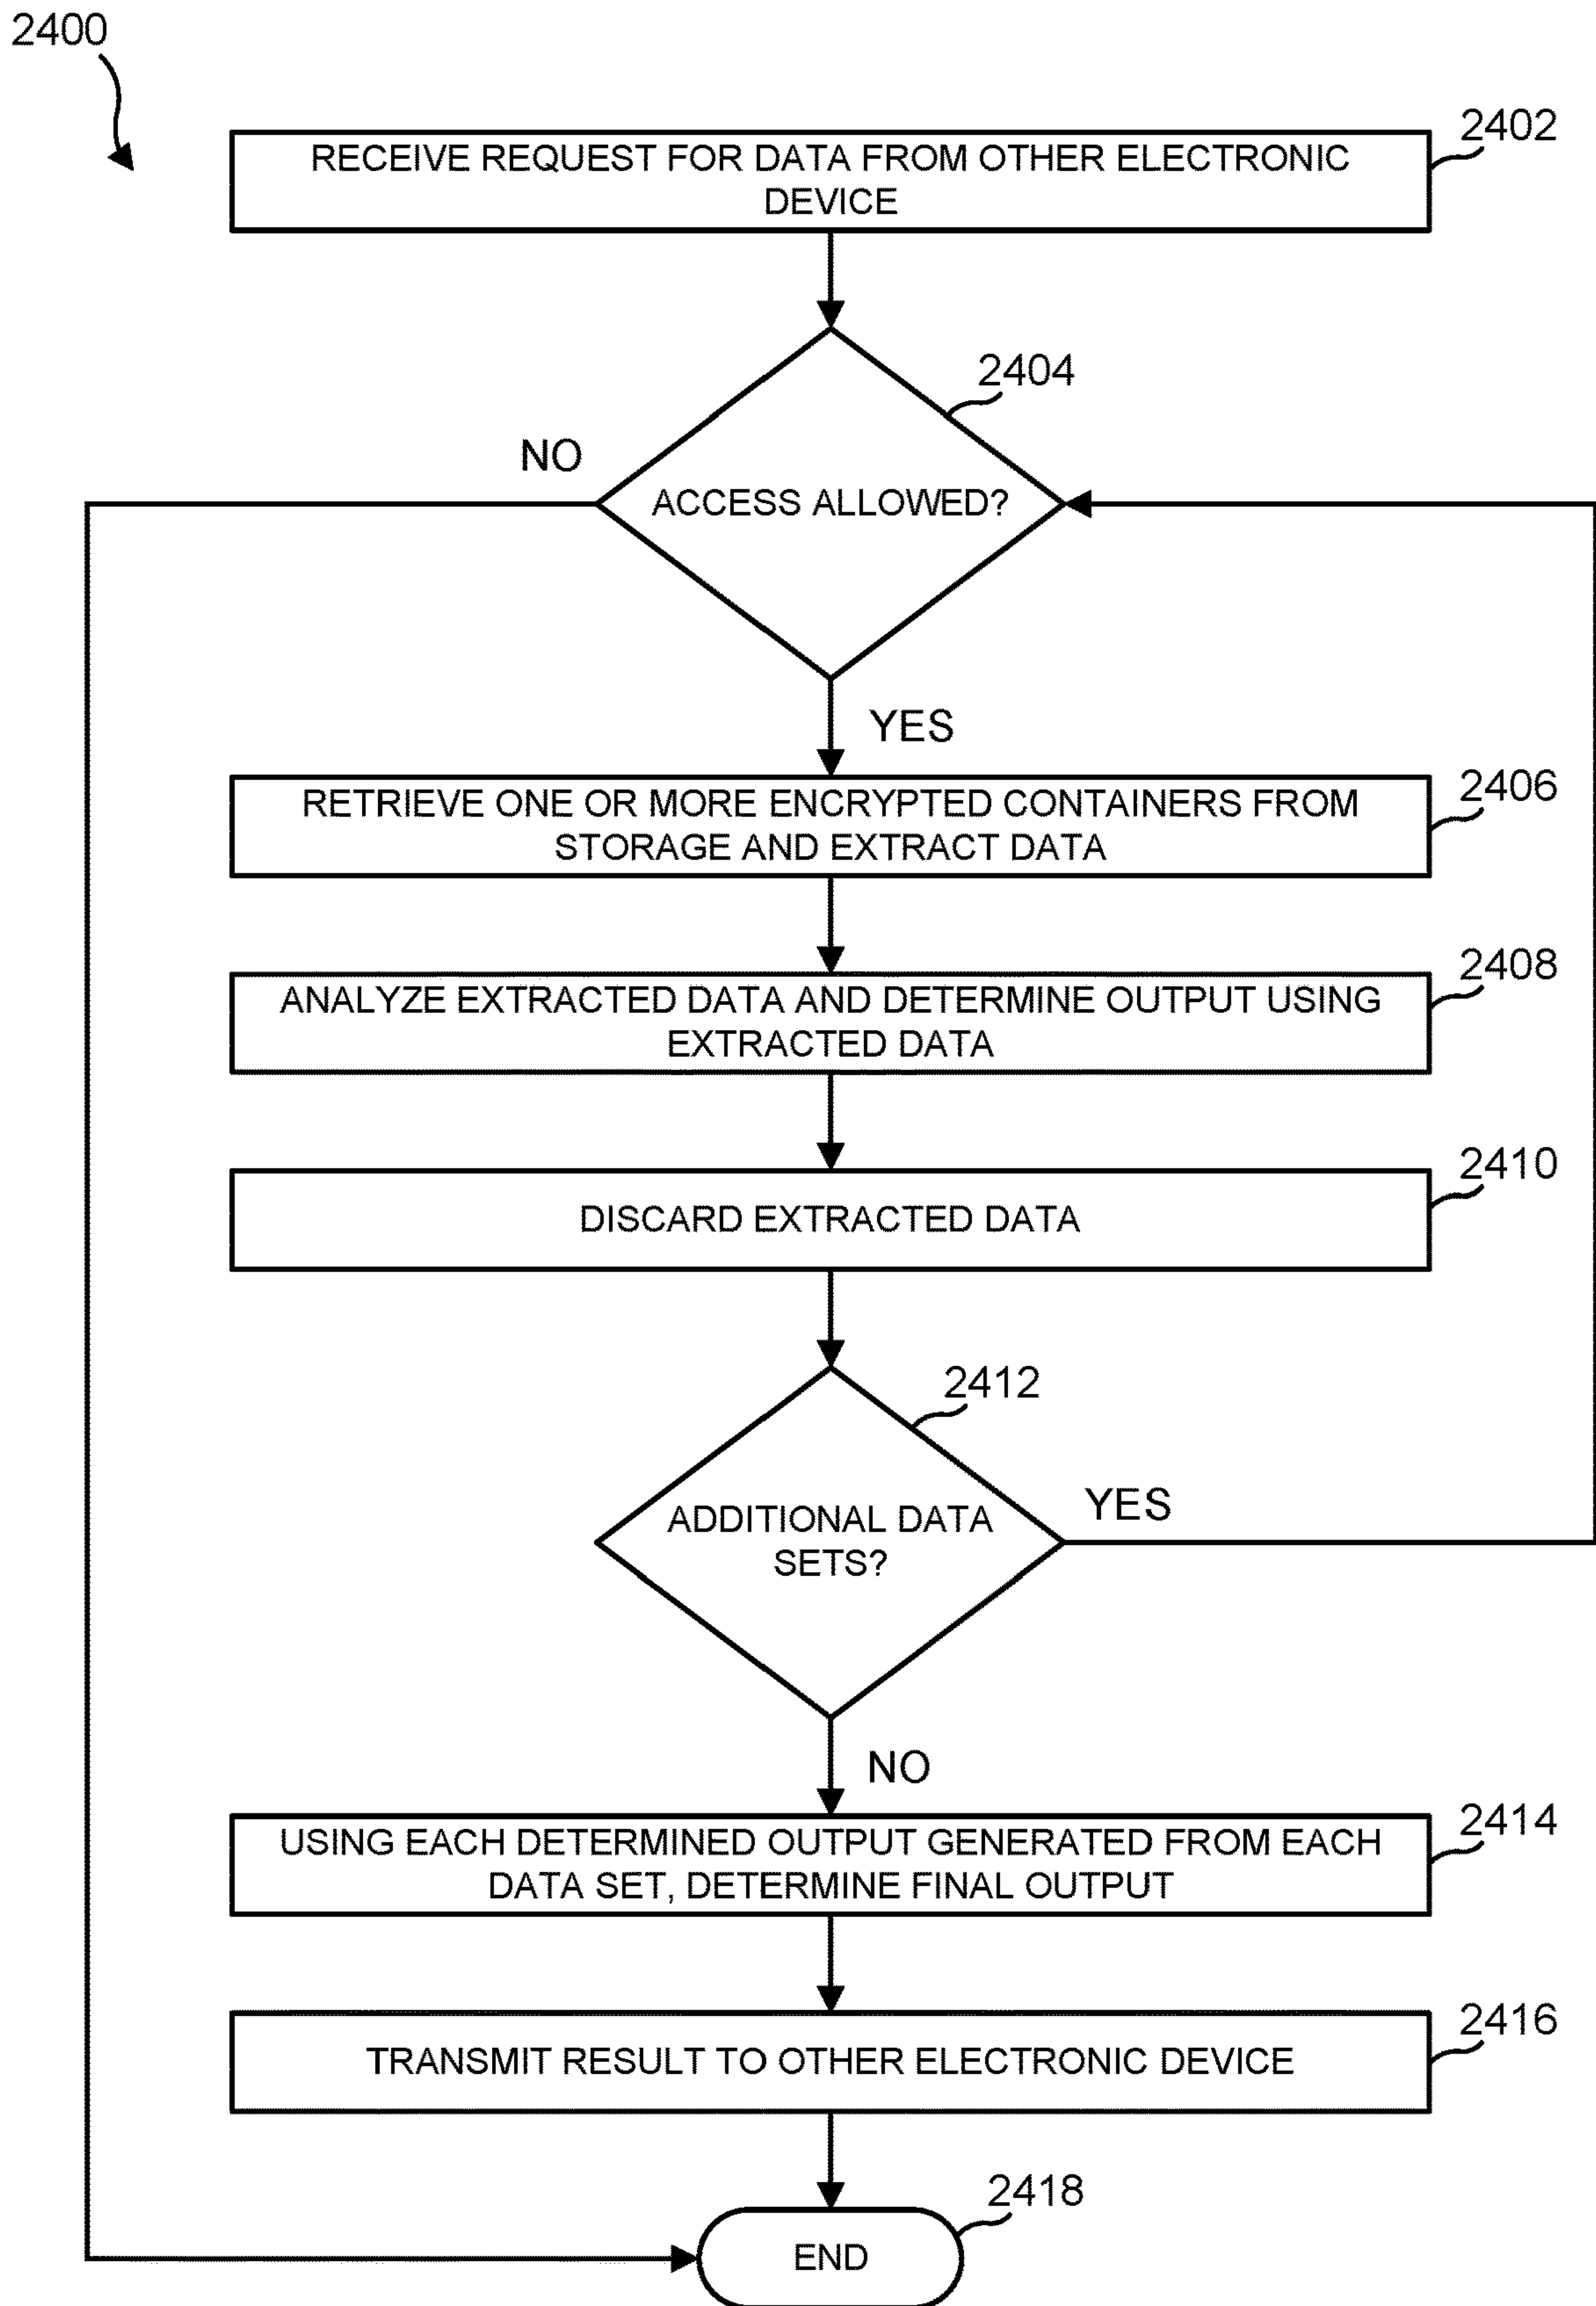 2400
2402
RECEIVE REQUEST FOR DATA FROM OTHER ELECTRONIC
DEVICE
2404
NO
ACCESS ALLOWED?
YES
2406
RETRIEVE ONE OR MORE ENCRYPTED CONTAINERS FROM
STORAGE AND EXTRACT DATA
2408
ANALYZE EXTRACTED DATA AND DETERMINE OUTPUT USING
EXTRACTED DATA
2410
DISCARD EXTRACTED DATA
2412
ADDITIONAL DATA
SETS?
YES
NO
2414
USING EACH DETERMINED OUTPUT GENERATED FROM EACH
DATA SET, DETERMINE FINAL OUTPUT
2416
TRANSMIT RESULT TO OTHER ELECTRONIC DEVICE
2418
END